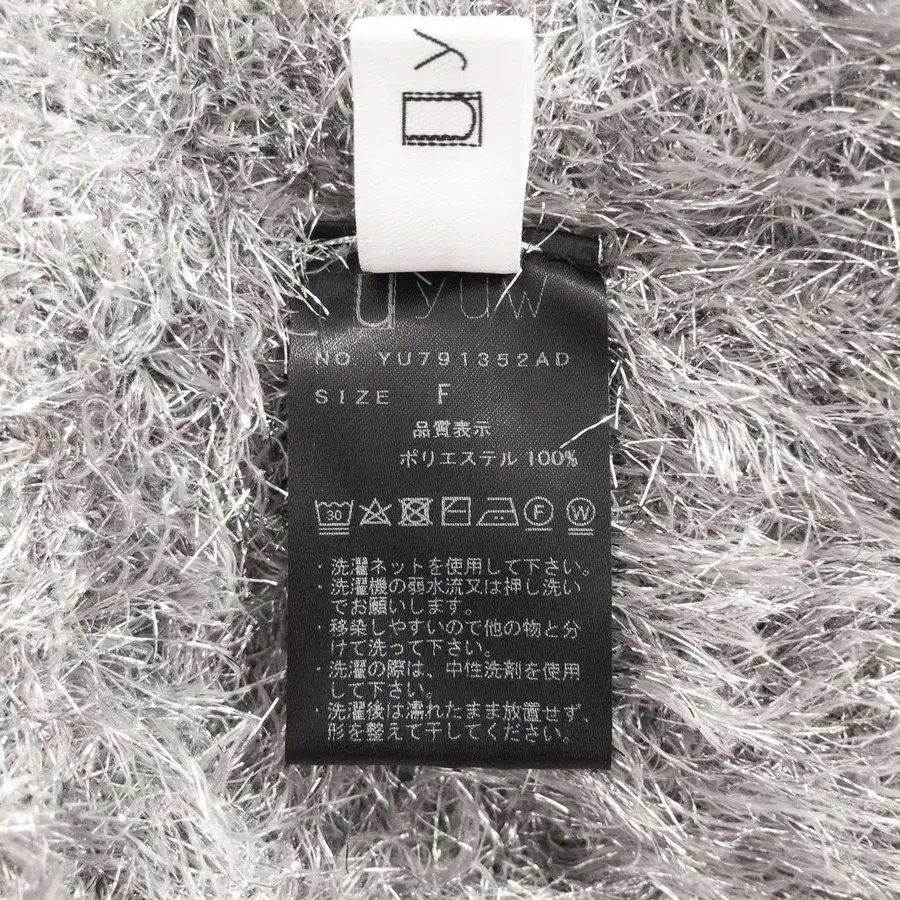 y
yuw
NO YU791352AD
SIZE F
品質表示
ポリエステル 100%
30
F W
・洗濯ネットを使用して下さい。
・洗濯機の弱水流又は押し洗い
でお願いします。
・移染しやすいので他の物と分
けて洗って下さい。
・洗濯の際は、中性洗剤を使用
して下さい。
・洗濯後は濡れたまま放置せず、
形を整えて干してください。